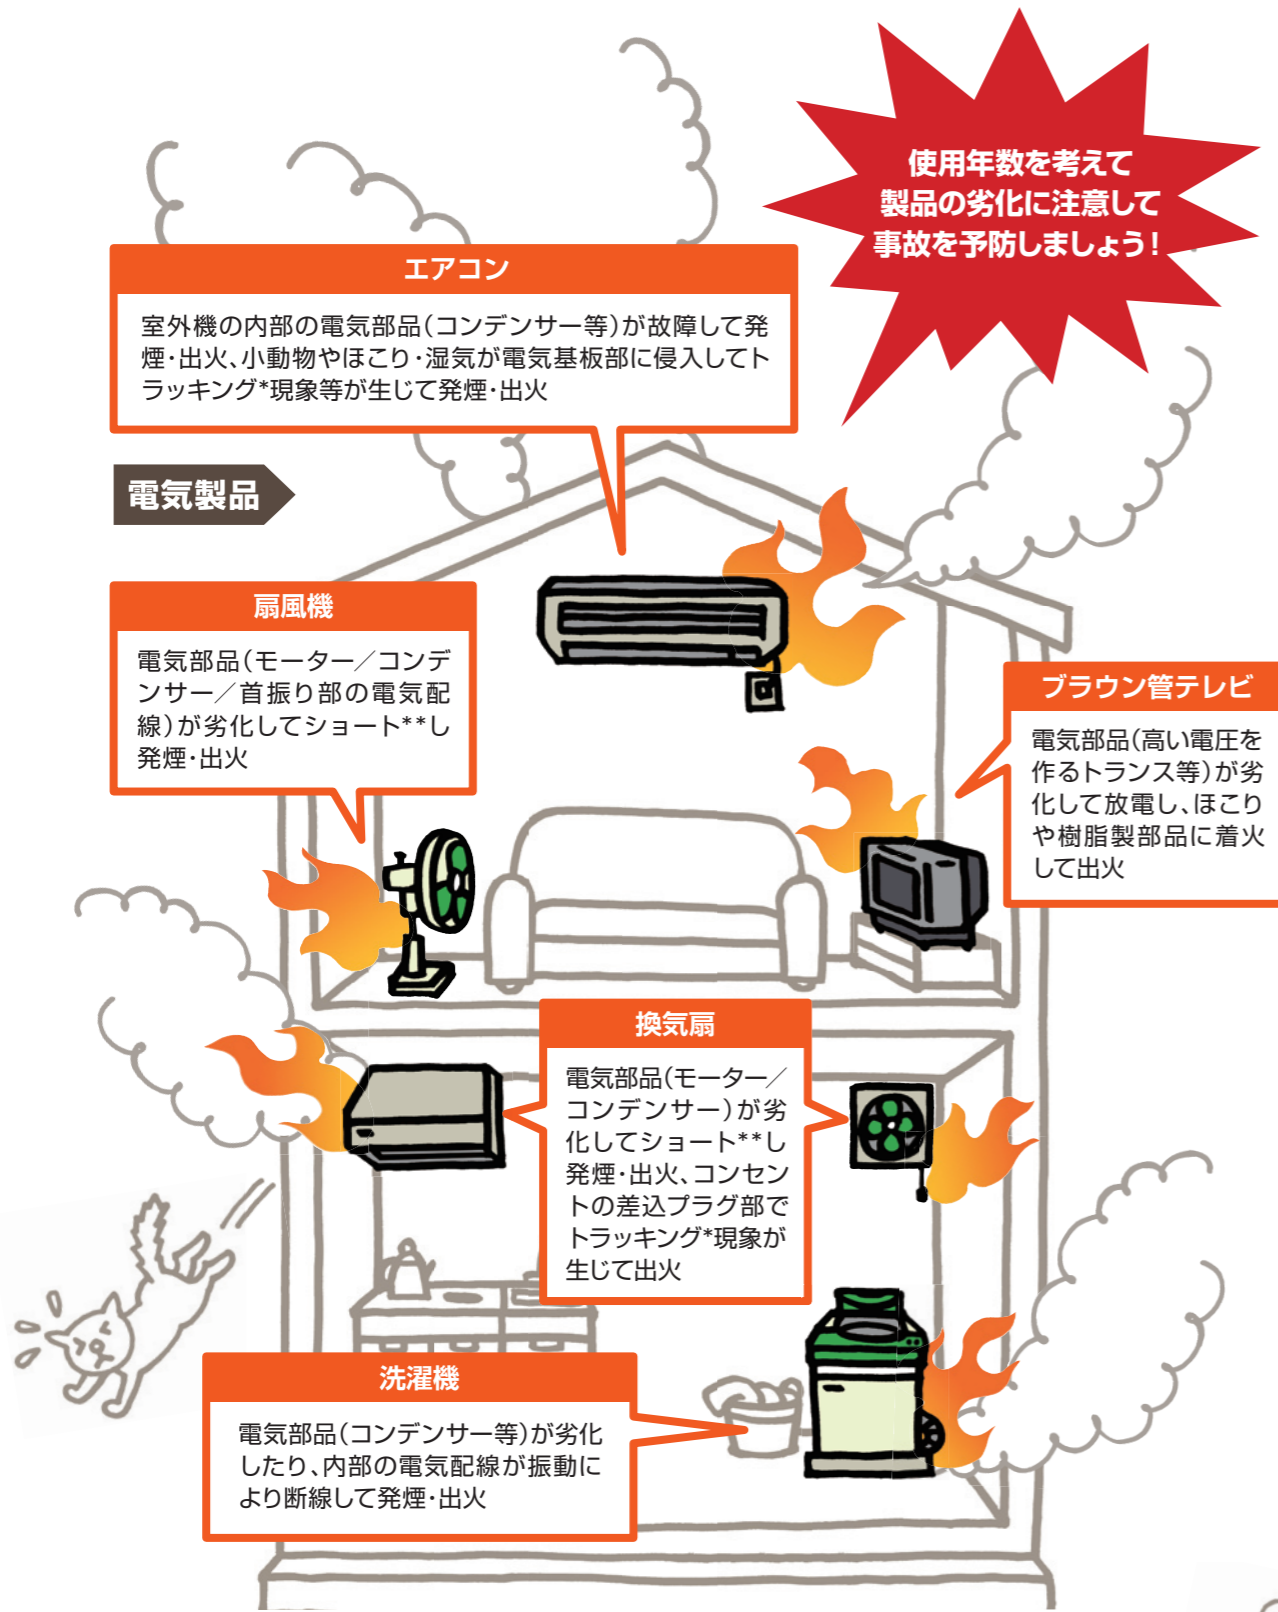 使用年数を考えて
製品の劣化に注意して
事故を予防しましょう!
エアコン
室外機の内部の電気部品(コンデンサー等)が故障して発
煙・出火、小動物やほこり・湿気が電気基板部に侵入してト
ラッキング*現象等が生じて発煙・出火
電気製品
扇風機
電気部品(モーター/コンデ
ンサー/首振り部の電気配
線)が劣化してショート**し
発煙・出火
ブラウン管テレビ
電気部品(高い電圧を
作るトランス等)が劣
化して放電し、ほこり
や樹脂製部品に着火
して出火
換気扇
電気部品(モーター/
コンデンサー)が劣
化してショート**し
発煙・出火、コンセン
トの差込プラグ部で
トラッキング*現象が
生じて出火
洗濯機
電気部品(コンデンサー等)が劣化
したり、内部の電気配線が振動に
より断線して発煙・出火